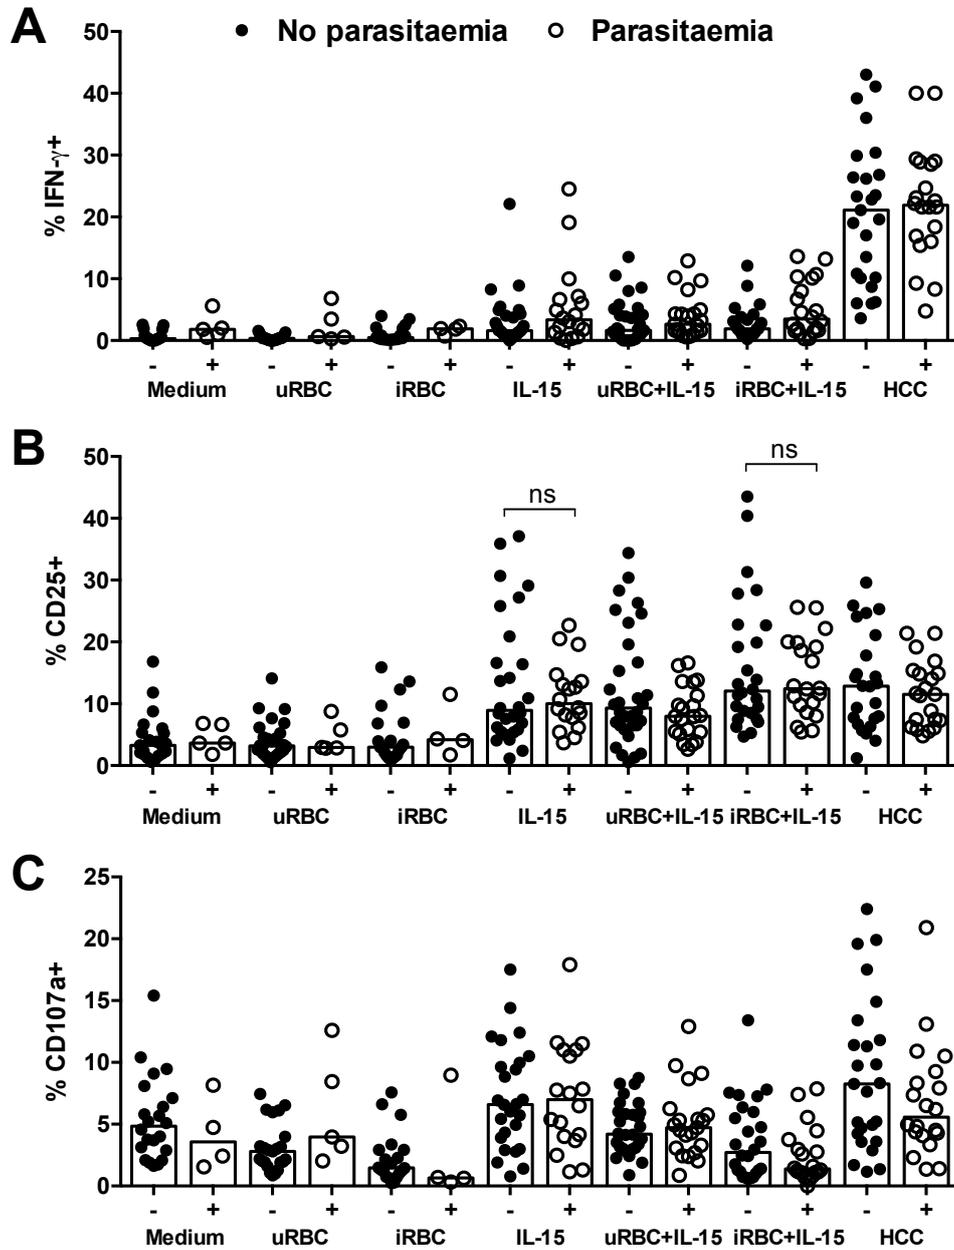 A
No parasitaemia Parasitaemia
% IFN-γ+
50
40
30
20
10
0
- + - + - + - + - + - + - +
Medium uRBC iRBC IL-15 uRBC+IL-15 iRBC+IL-15 HCC
B
% CD25+
50
40
30
20
10
0
ns ns
- + - + - + - + - + - + - +
Medium uRBC iRBC IL-15 uRBC+IL-15 iRBC+IL-15 HCC
C
% CD107a+
25
20
15
10
5
0
- + - + - + - + - + - + - +
Medium uRBC iRBC IL-15 uRBC+IL-15 iRBC+IL-15 HCC